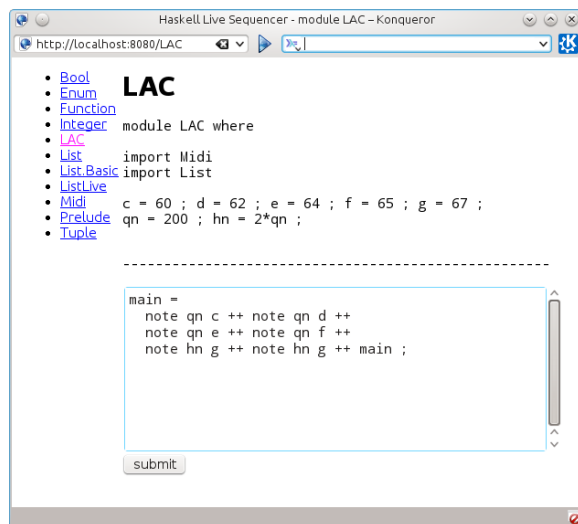 Haskell Live Sequencer - module LAC – Konqueror
http://localhost:8080/LAC
Bool
Enum
Function
Integer
LAC
List
List.Basic
ListLive
Midi
Prelude
Tuple
LAC
module LAC where
import Midi
import List
c = 60 ; d = 62 ; e = 64 ; f = 65 ; g = 67 ;
qn = 200 ; hn = 2*qn ;
----------------------------------------------------
main =
  note qn c ++ note qn d ++
  note qn e ++ note qn f ++
  note hn g ++ note hn g ++ main ;
submit